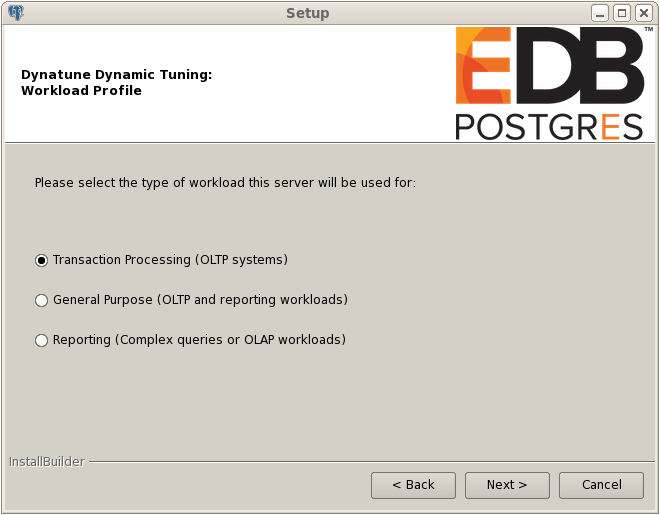 Setup
Dynatune Dynamic Tuning:
Workload Profile
EDB™
POSTGRES
Please select the type of workload this server will be used for:
Transaction Processing (OLTP systems)
General Purpose (OLTP and reporting workloads)
Reporting (Complex queries or OLAP workloads)
InstallBuilder
< Back Next > Cancel